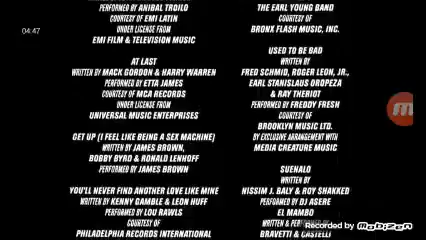 04:47
PERFORMED BY ANIBAL TROILO
COURTESY OF EMI LATIN
UNDER LICENSE FROM
EMI FILM & TELEVISION MUSIC
AT LAST
WRITTEN BY MACK GORDON & HARRY WARREN
PERFORMED BY ETTA JAMES
COURTESY OF MCA RECORDS
UNDER LICENSE FROM
UNIVERSAL MUSIC ENTERPRISES
GET UP (I FEEL LIKE BEING A SEX MACHINE)
WRITTEN BY JAMES BROWN,
BOBBY BYRD & RONALD LENHOFF
PERFORMED BY JAMES BROWN
YOU'LL NEVER FIND ANOTHER LOVE LIKE MINE
WRITTEN BY KENNY GAMBLE & LEON HUFF
PERFORMED BY LOU RAWLS
COURTESY OF
PHILADELPHIA RECORDS INTERNATIONAL
THE EARL YOUNG BAND
COURTESY OF
BRONX FLASH MUSIC, INC.
USED TO BE BAD
WRITTEN BY
FRED SCHMID, ROGER LEON, JR.,
EARL STANISLAUS OROPEZA
& RAY THERIOT
PERFORMED BY FREDDY FRESH
COURTESY OF
BROOKLYN MUSIC LTD.
BY EXCLUSIVE ARRANGEMENT WITH
MEDIA CREATURE MUSIC
SUENALO
WRITTEN BY
NISSIM J. BALY & ROY SHAKKED
PERFORMED BY DJ ASERE
EL MAMBO
WRITTEN & PERFORMED BY
BRAVETTI & CASTELLI
Recorded by Mobizen